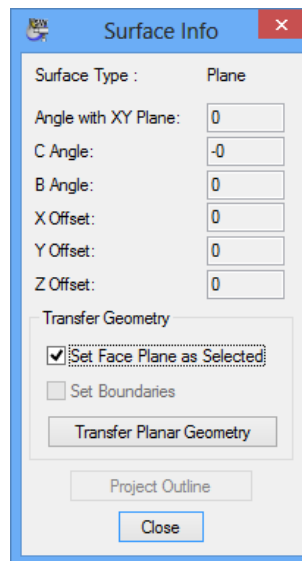 Surface Info
Surface Type : Plane
Angle with XY Plane: 0
C Angle: -0
B Angle: 0
X Offset: 0
Y Offset: 0
Z Offset: 0
Transfer Geometry
Set Face Plane as Selected
Set Boundaries
Transfer Planar Geometry
Project Outline
Close